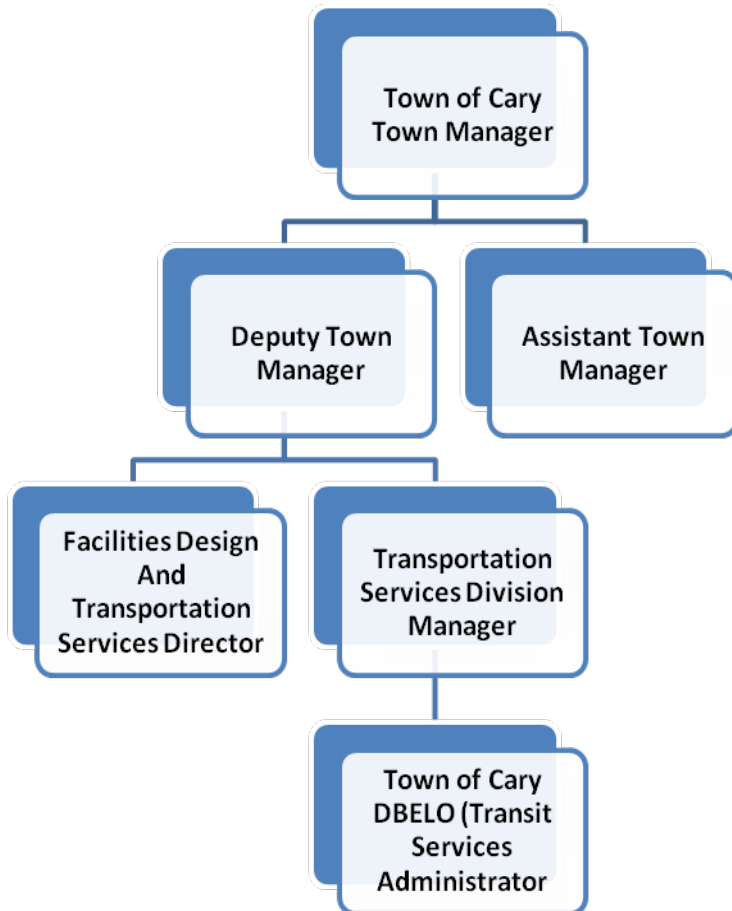 Town of Cary
Town Manager
Deputy Town
Manager
Assistant Town
Manager
Facilities Design
And
Transportation
Services Director
Transportation
Services Division
Manager
Town of Cary
DBELO (Transit
Services
Administrator